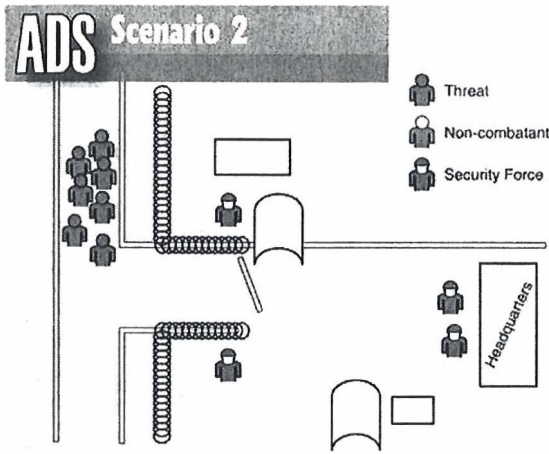 ADS Scenario 2
Threat
Non-combatant
Security Force
Headquarters